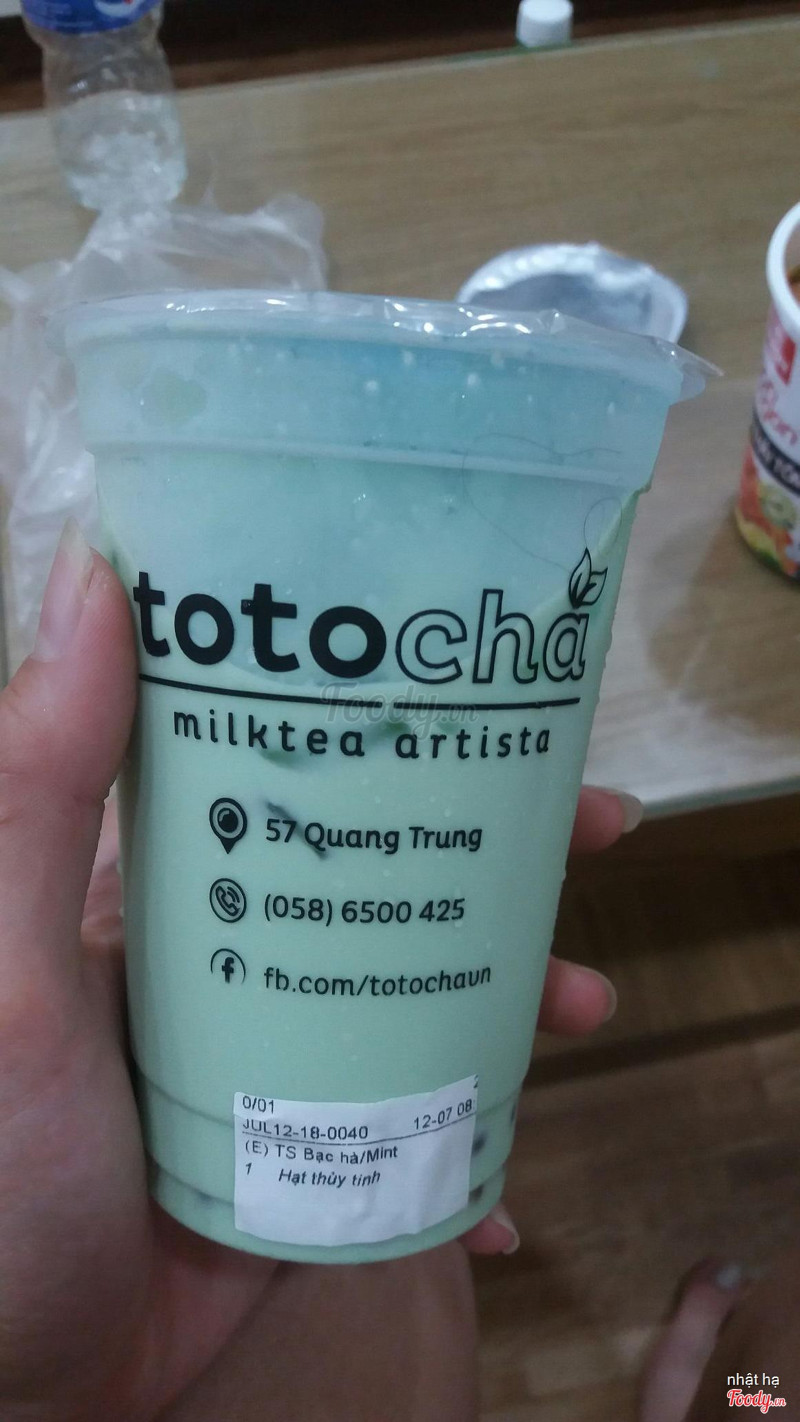 totochà
milktea artista
57 Quang Trung
(058) 6500 425
f
fb.com/totochavn
0/01
JUL12-18-0040 12-07 08
(E) TS Bạc hà/Mint
1 Hạt thủy tinh
Foody.vn
nhật hạ
Foody.vn